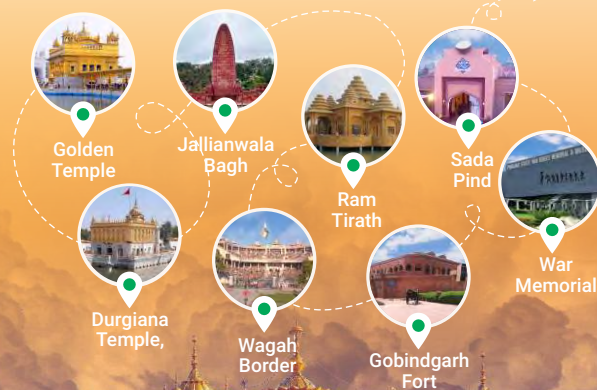 Golden
Temple
Jallianwala
Bagh
Ram
Tirath
Sada
Pind
War
Memorial
Durgiana
Temple,
Wagah
Border
Gobindgarh
Fort